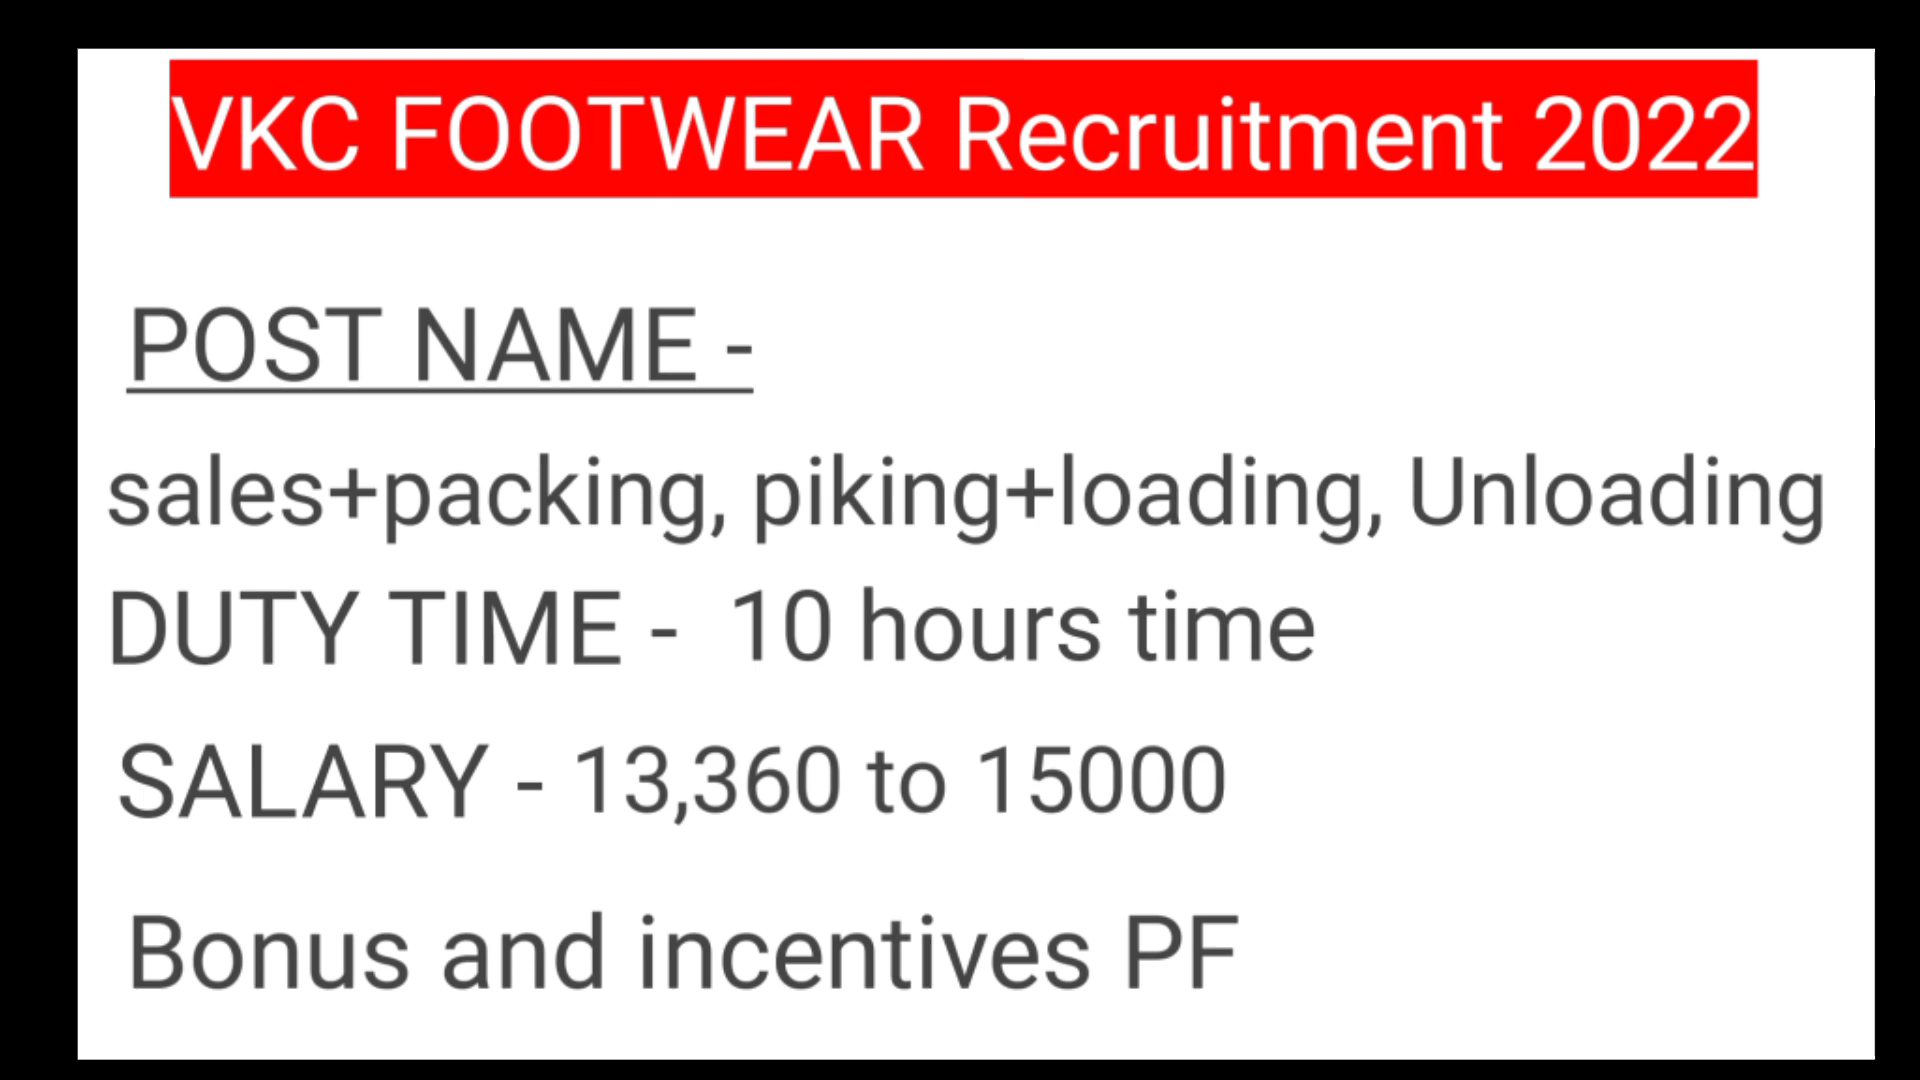 VKC FOOTWEAR Recruitment 2022
POST NAME -
sales+packing, piking+loading, Unloading
DUTY TIME - 10 hours time
SALARY - 13,360 to 15000
Bonus and incentives PF